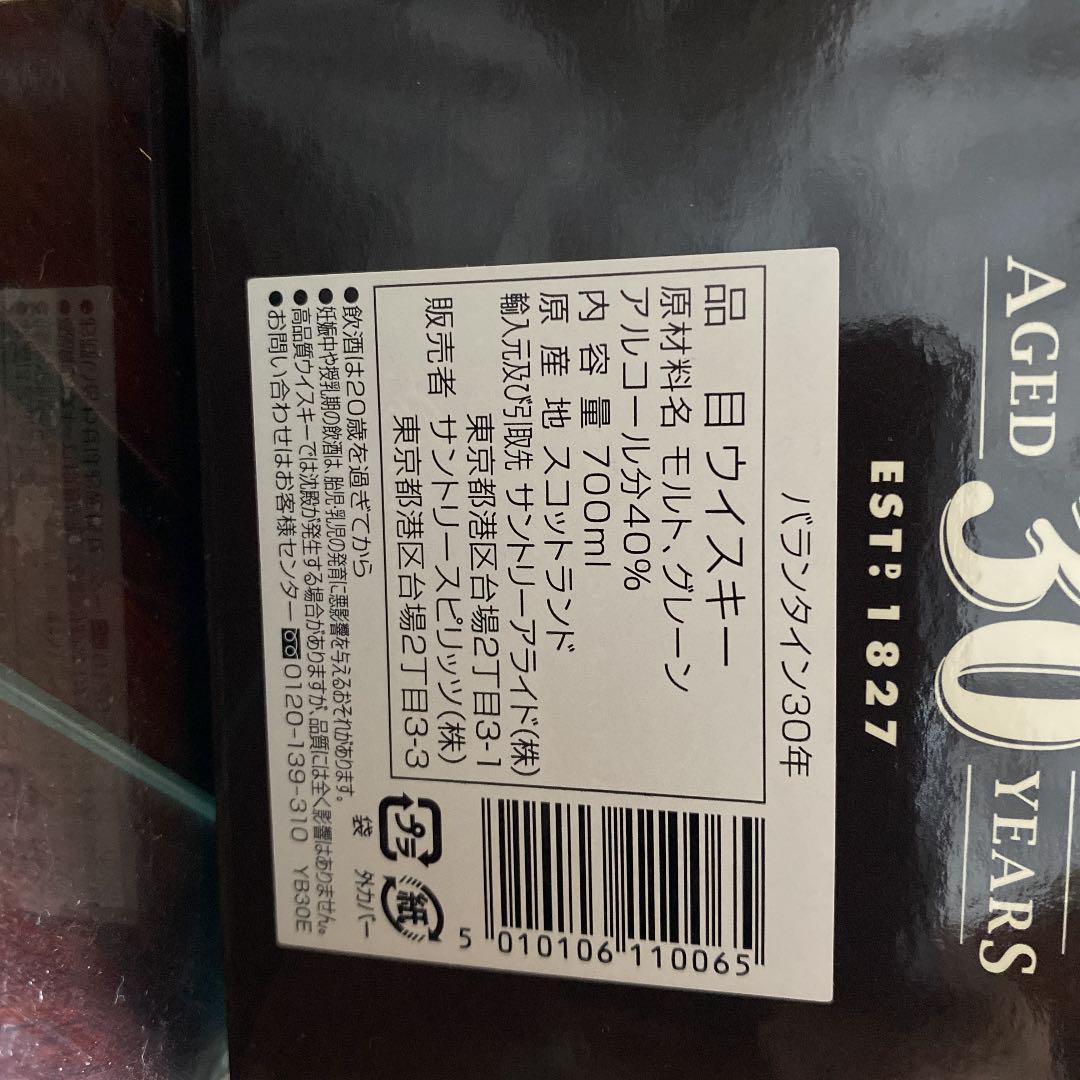 AGED
30
YEARS
ESTD: 1827
バランタイン30年
品目 ウイスキー
原材料名 モルト、グレーン
アルコール分 40%
内容量 700ml
原産地 スコットランド
輸入元及び引取先 サントリーアライド(株)
東京都港区台場2丁目3-1
販売者 サントリースピリッツ(株)
東京都港区台場2丁目3-3
●飲酒は20歳を過ぎてから
●妊娠中や授乳期の飲酒は、胎児・乳児の発育に悪影響を与えるおそれがあります。
●高品質ウイスキーでは沈殿が発生する場合がありますが、品質には全く影響はありません。
●お問い合わせはお客様センター 0120-139-310 YB30E
プラ
袋
紙
外カバー
5 010106 110065